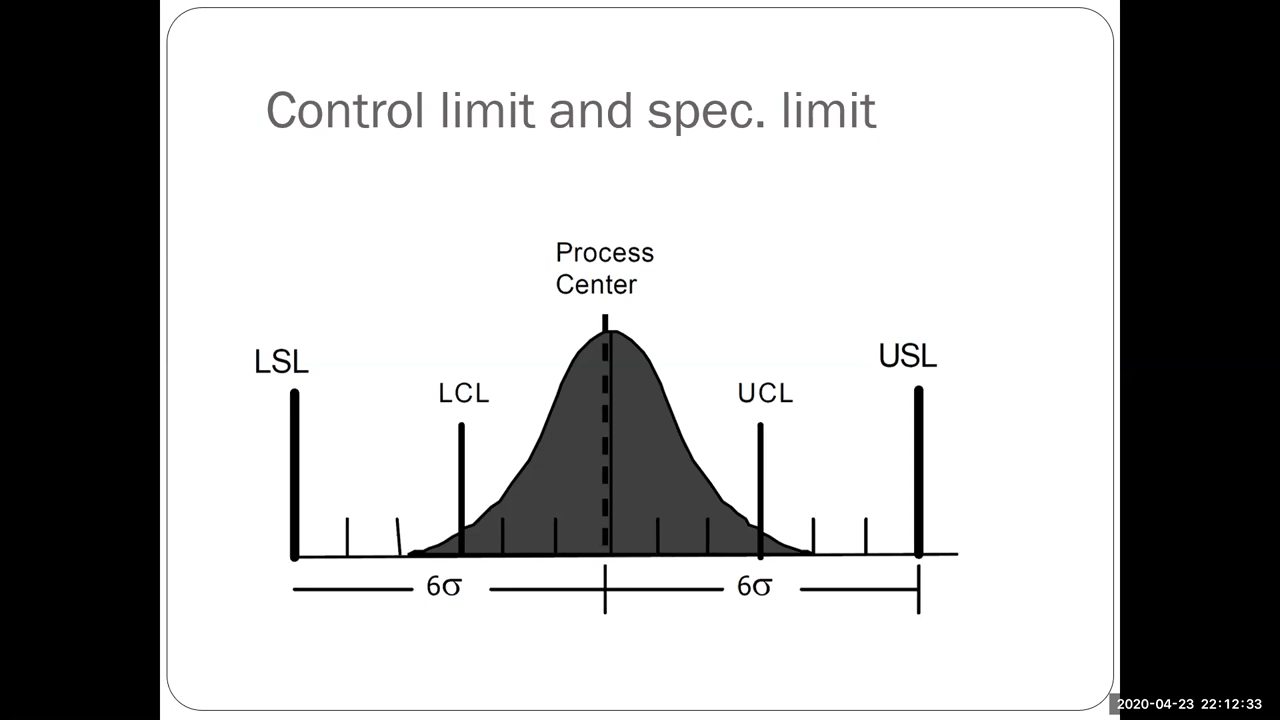 Control limit and spec. limit
Process
Center
LSL
USL
LCL
UCL
6σ
6σ
2020-04-23 22:12:33